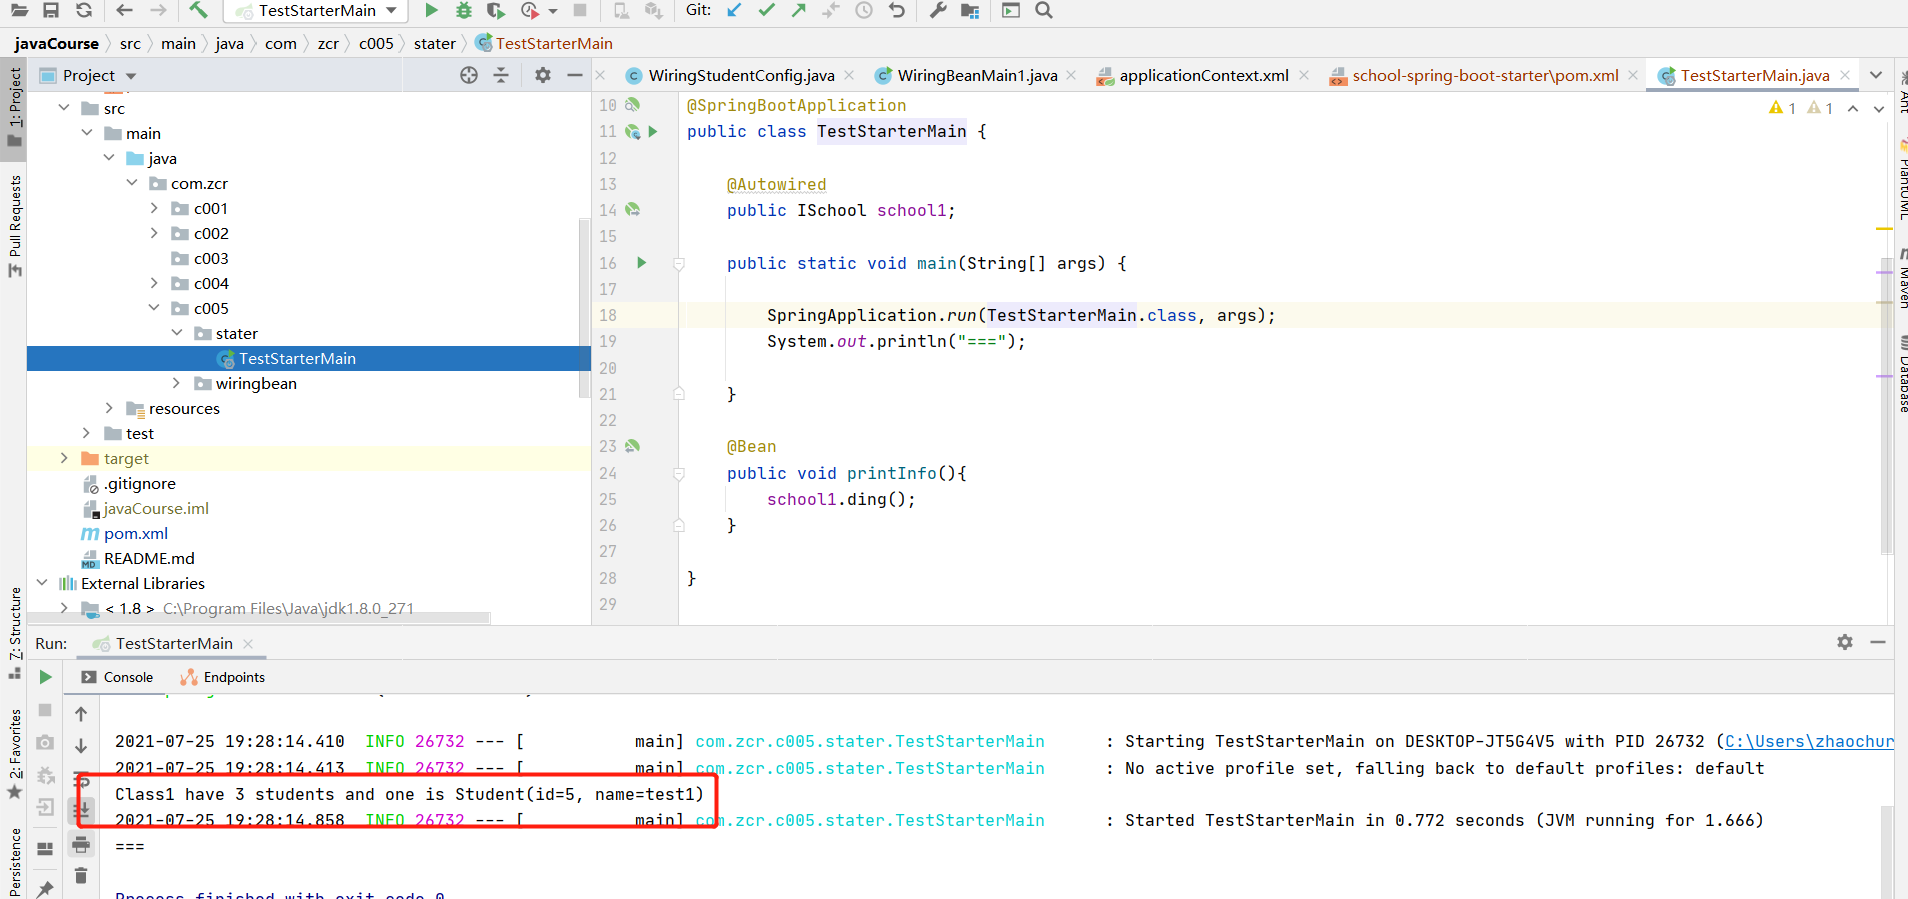 TestStarterMain
Git:
javaCourse
src
main
java
com
zcr
c005
stater
TestStarterMain
1: Project
Pull Requests
Z: Structure
2: Favorites
Persistence
Project
src
main
java
com.zcr
c001
c002
c003
c004
c005
stater
TestStarterMain
wiringbean
resources
test
target
.gitignore
javaCourse.iml
pom.xml
README.md
External Libraries
< 1.8 > C:\Program Files\Java\jdk1.8.0_271
WiringStudentConfig.java
WiringBeanMain1.java
applicationContext.xml
school-spring-boot-starter\pom.xml
TestStarterMain.java
1 1
10 @SpringBootApplication
11 public class TestStarterMain {
12
13 @Autowired
14 public ISchool school1;
15
16 public static void main(String[] args) {
17
18 SpringApplication.run(TestStarterMain.class, args);
19 System.out.println("===");
20
21 }
22
23 @Bean
24 public void printInfo(){
25 school1.ding();
26 }
27
28 }
29
Ant
PlantUML
Maven
Database
Run: TestStarterMain
Console Endpoints
2021-07-25 19:28:14.410 INFO 26732 --- [ main] com.zcr.c005.stater.TestStarterMain : Starting TestStarterMain on DESKTOP-JT5G4V5 with PID 26732 (C:\Users\zhaochur
2021-07-25 19:28:14.413 INFO 26732 --- [ main] com.zcr.c005.stater.TestStarterMain : No active profile set, falling back to default profiles: default
Class1 have 3 students and one is Student(id=5, name=test1)
2021-07-25 19:28:14.858 INFO 26732 --- [ main] com.zcr.c005.stater.TestStarterMain : Started TestStarterMain in 0.772 seconds (JVM running for 1.666)
===
Process finished with exit code 0